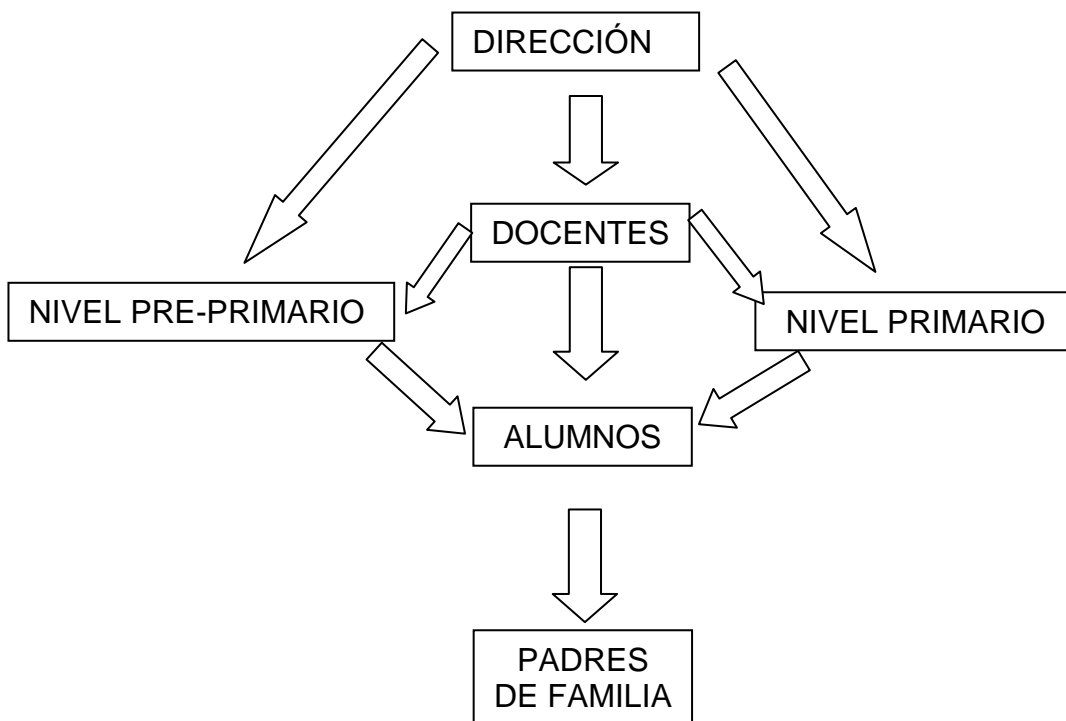 DIRECCIÓN
DOCENTES
NIVEL PRE-PRIMARIO
NIVEL PRIMARIO
ALUMNOS
PADRES
DE FAMILIA